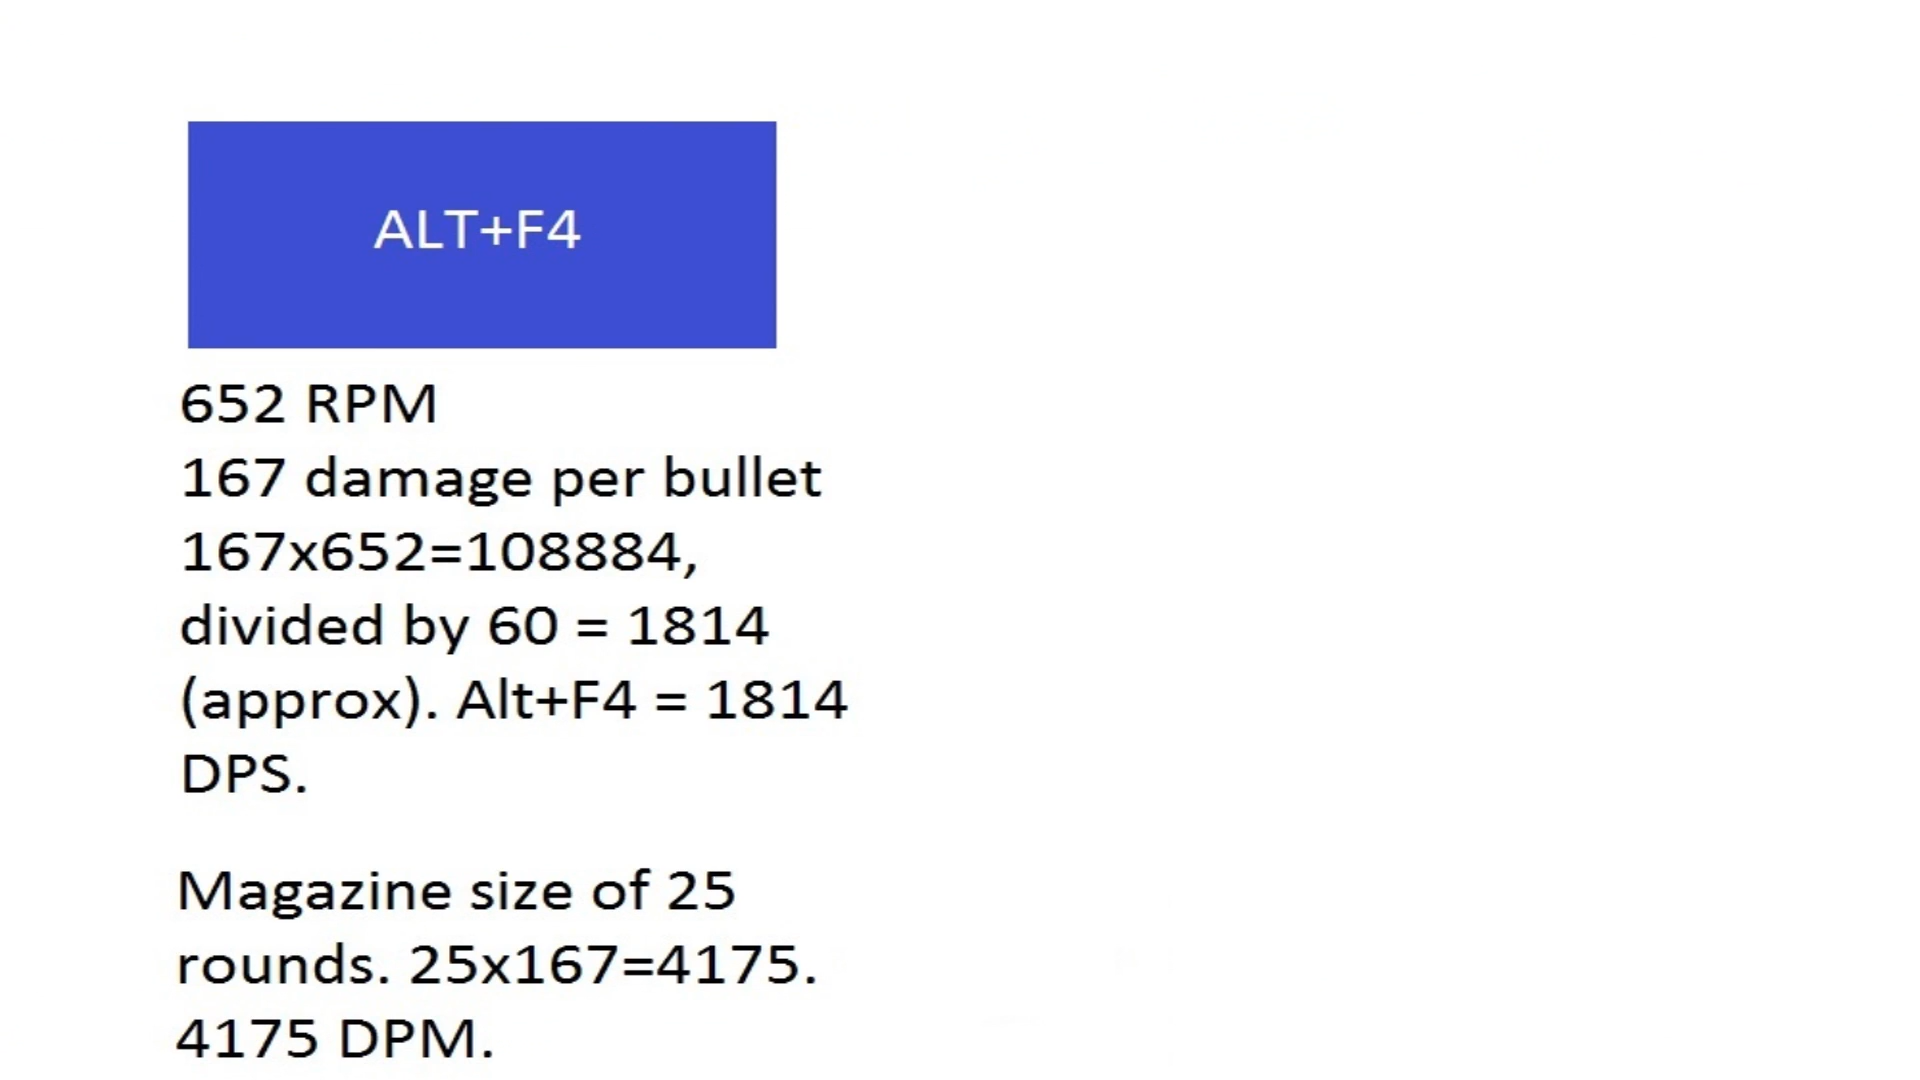 ALT+F4
652 RPM
167 damage per bullet
167x652=108884,
divided by 60 = 1814
(approx). Alt+F4 = 1814
DPS.
Magazine size of 25
rounds. 25x167=4175.
4175 DPM.